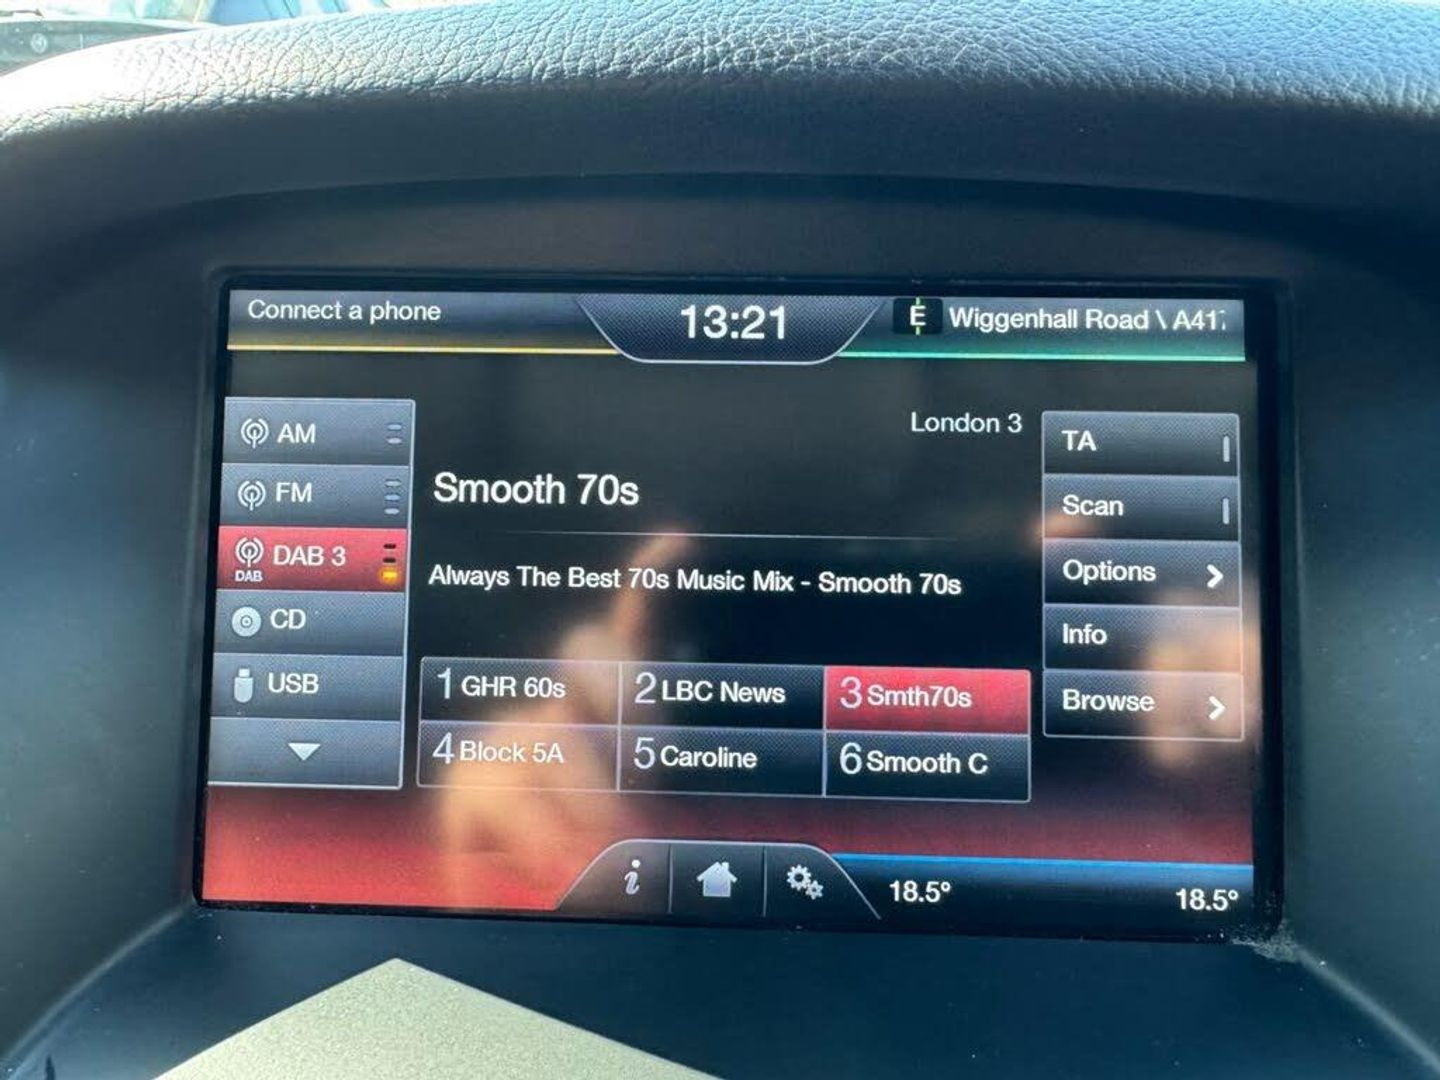 Connect a phone
13:21
E Wiggenhall Road \ A41
AM
FM
DAB 3
DAB
CD
USB
London 3
Smooth 70s
Always The Best 70s Music Mix - Smooth 70s
1 GHR 60s
2 LBC News
3 Smth70s
4 Block 5A
5 Caroline
6 Smooth C
TA
Scan
Options
Info
Browse
i
18.5°
18.5°